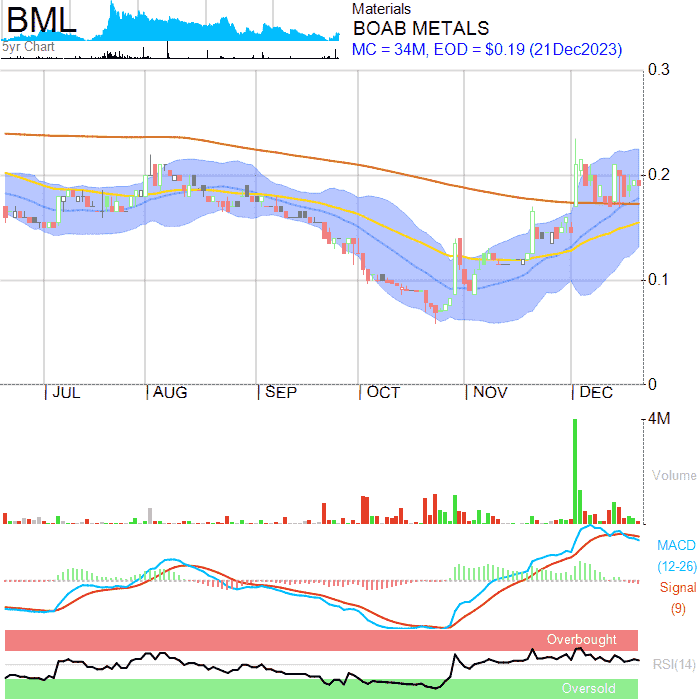 BML
5yr Chart
Materials
BOAB METALS
MC = 34M, EOD = $0.19 (21Dec2023)
0.3
0.2
0.1
0
JUL AUG SEP OCT NOV DEC
4M
Volume
MACD
(12-26)
Signal
(9)
Overbought
RSI(14)
Oversold